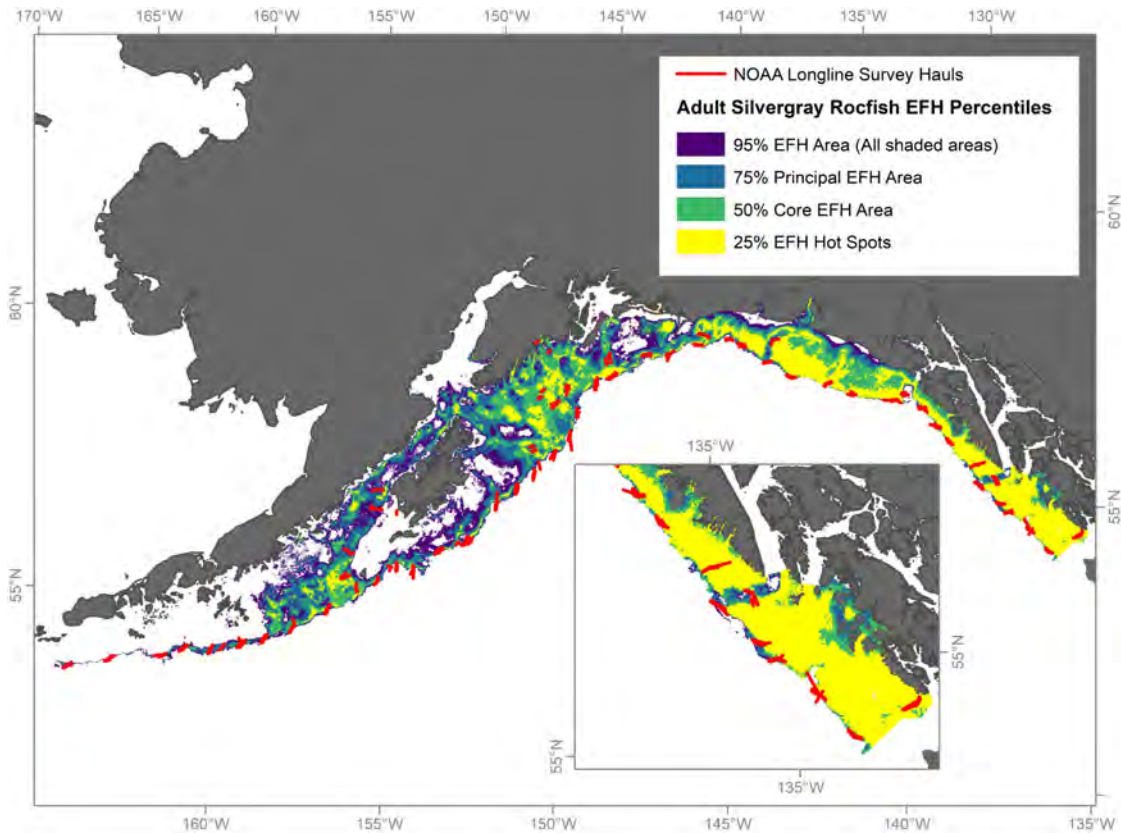 170°W 165°W 160°W 155°W 150°W 145°W 140°W 135°W 130°W
NOAA Longline Survey Hauls
Adult Silvergray Rocfish EFH Percentiles
95% EFH Area (All shaded areas)
75% Principal EFH Area
50% Core EFH Area
25% EFH Hot Spots
60°N
60°N
135°W
55°N
55°N
55°N
55°N
135°W
160°W 155°W 150°W 145°W 140°W 135°W